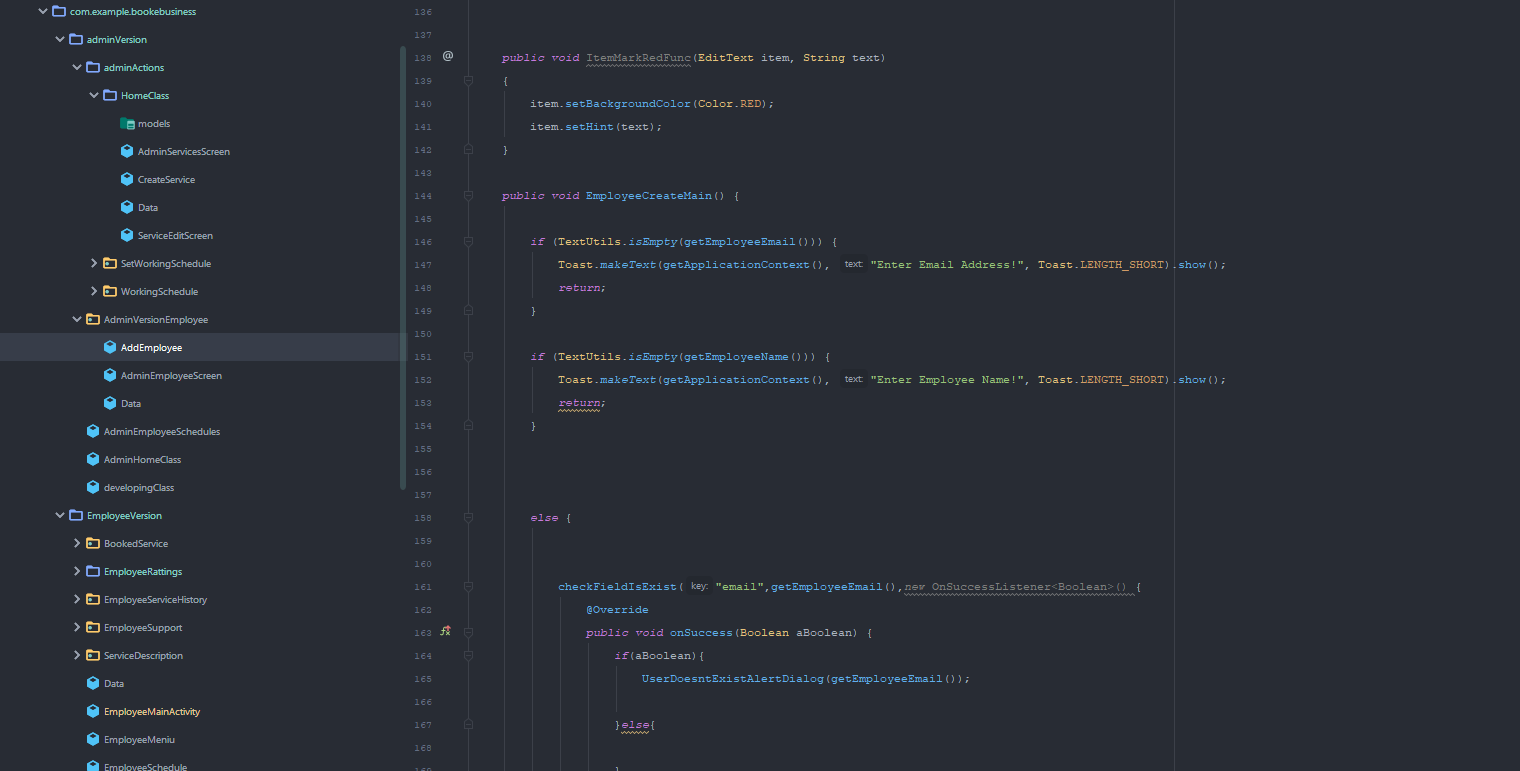 com.example.bookebusiness
adminVersion
adminActions
HomeClass
models
AdminServicesScreen
CreateService
Data
ServiceEditScreen
SetWorkingSchedule
WorkingSchedule
AdminVersionEmployee
AddEmployee
AdminEmployeeScreen
Data
AdminEmployeeSchedules
AdminHomeClass
developingClass
EmployeeVersion
BookedService
EmployeeRattings
EmployeeServiceHistory
EmployeeSupport
ServiceDescription
Data
EmployeeMainActivity
EmployeeMeniu
EmployeeSchedule
136
137
138 @ public void ItemMarkRedFunc(EditText item, String text)
139 {
140 item.setBackgroundColor(Color.RED);
141 item.setHint(text);
142 }
143
144 public void EmployeeCreateMain() {
145
146 if (TextUtils.isEmpty(getEmployeeEmail())) {
147 Toast.makeText(getApplicationContext(), text: "Enter Email Address!", Toast.LENGTH_SHORT).show();
148 return;
149 }
150
151 if (TextUtils.isEmpty(getEmployeeName())) {
152 Toast.makeText(getApplicationContext(), text: "Enter Employee Name!", Toast.LENGTH_SHORT).show();
153 return;
154 }
155
156
157
158 else {
159
160
161 checkFieldIsExist( key: "email",getEmployeeEmail(),new OnSuccessListener<Boolean>() {
162 @Override
163 public void onSuccess(Boolean aBoolean) {
164 if(aBoolean){
165 UserDoesntExistAlertDialog(getEmployeeEmail());
166
167 }else{
168
169 }